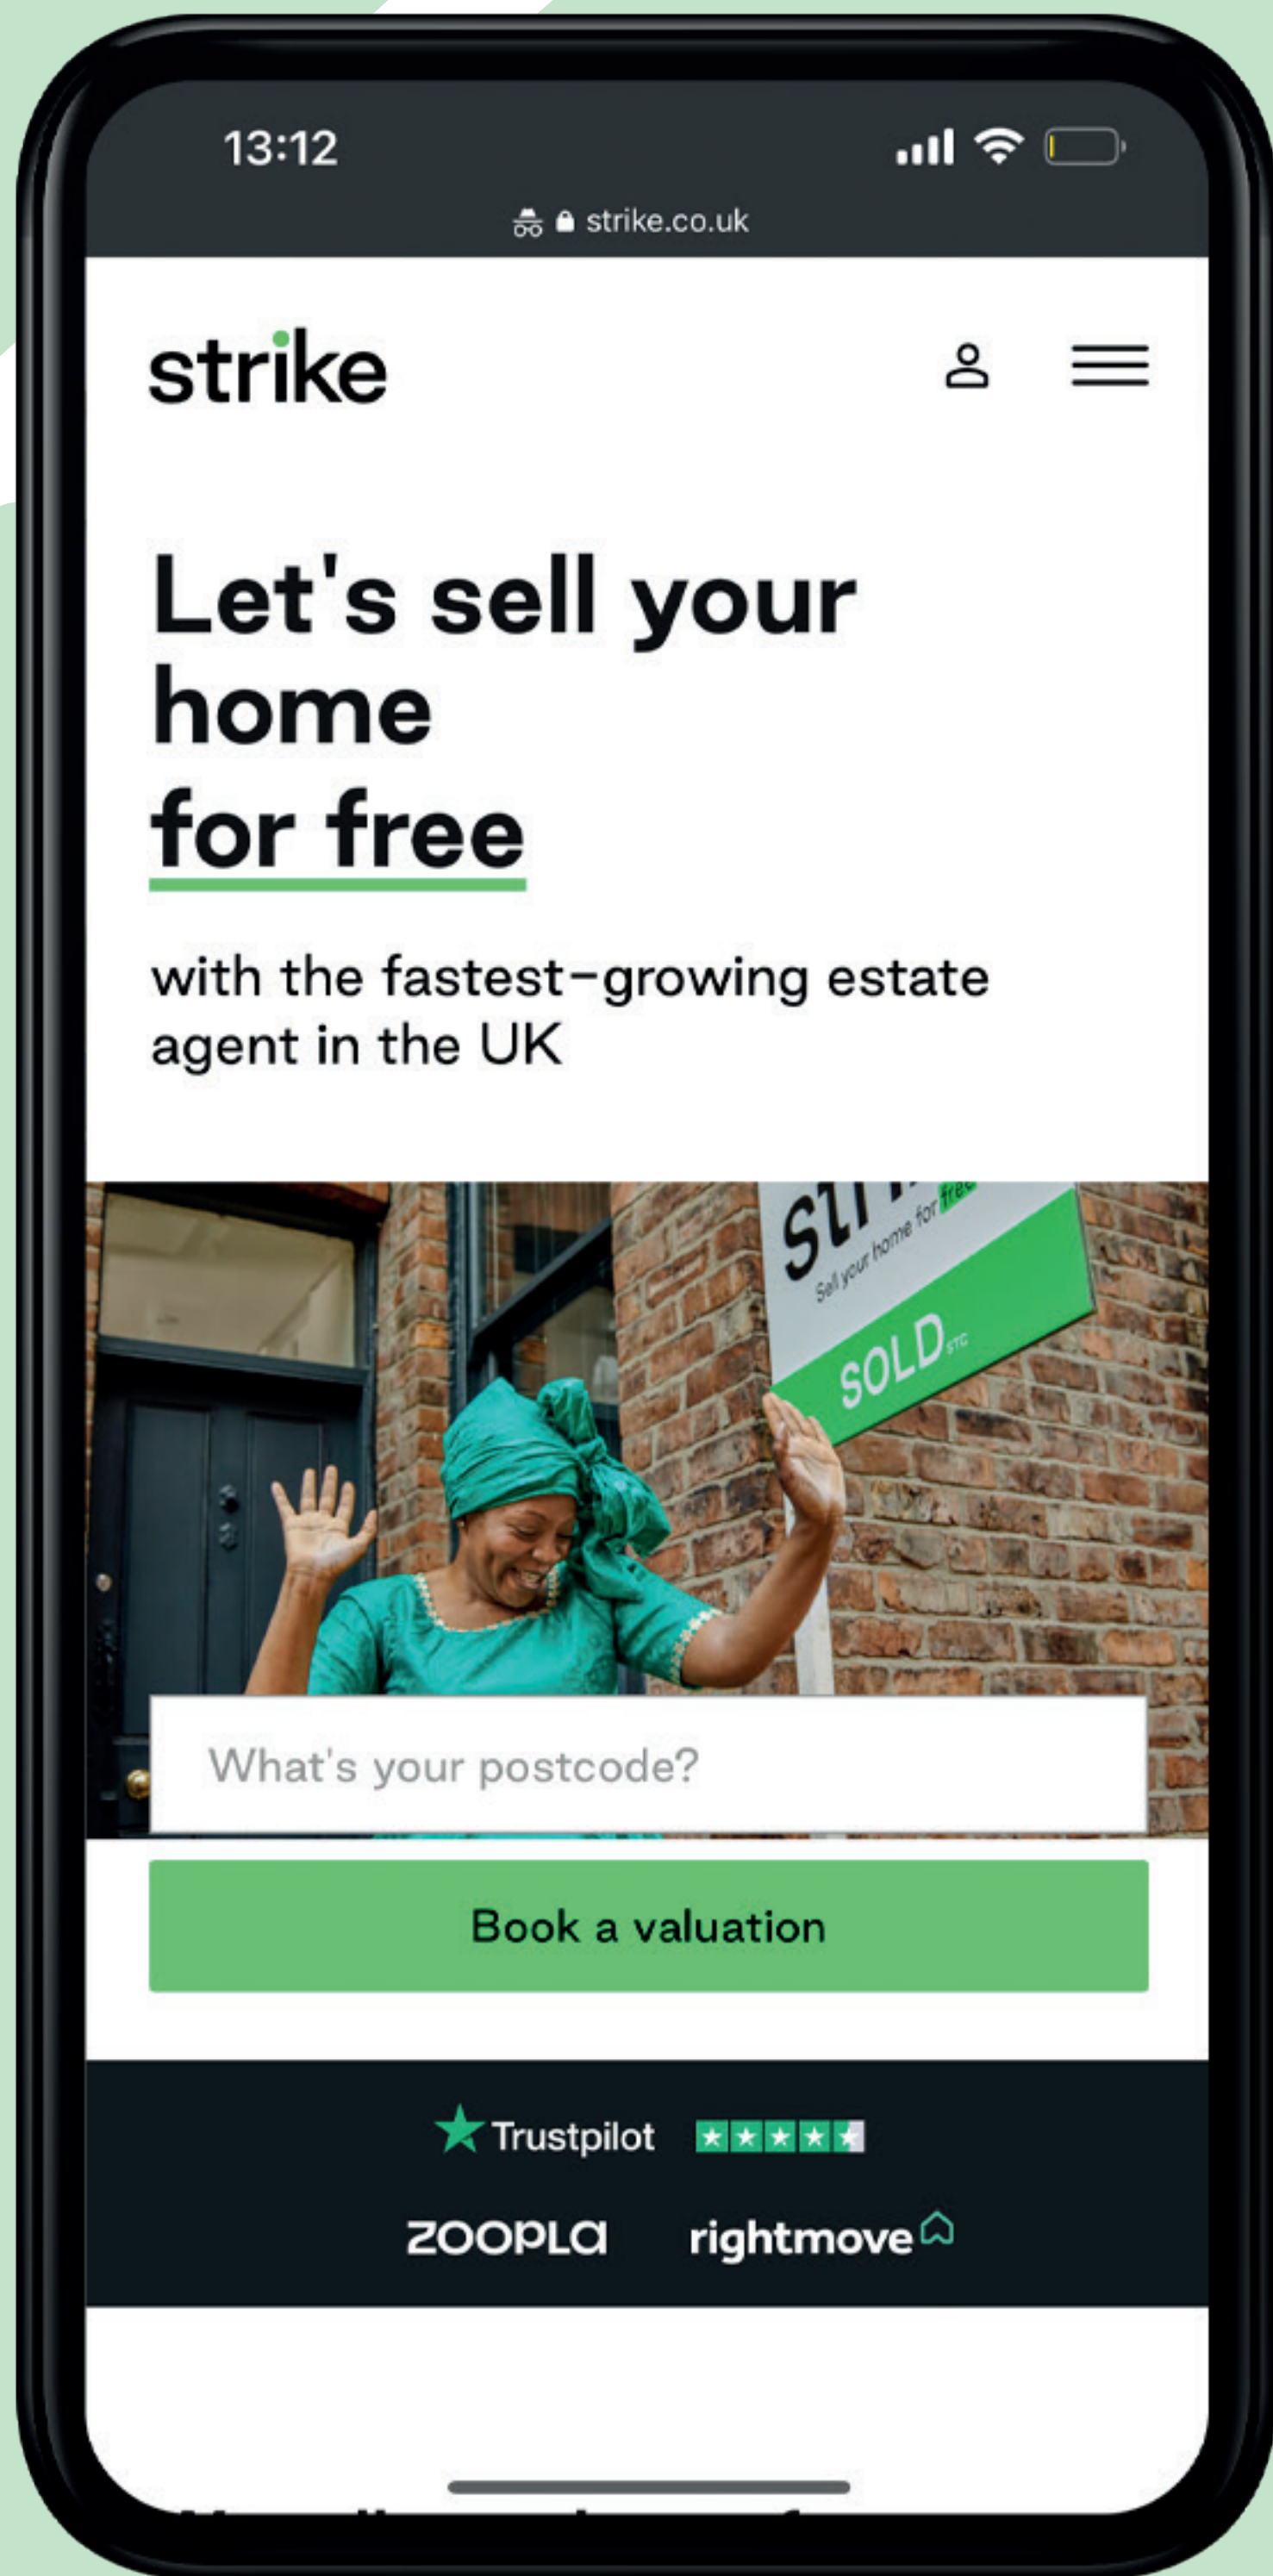 13:12
strike.co.uk
strike
Let's sell your
home
for free
with the fastest-growing estate
agent in the UK
Sell your home for free
SOLD STC
What's your postcode?
Book a valuation
Trustpilot
ZOOPLA
rightmove